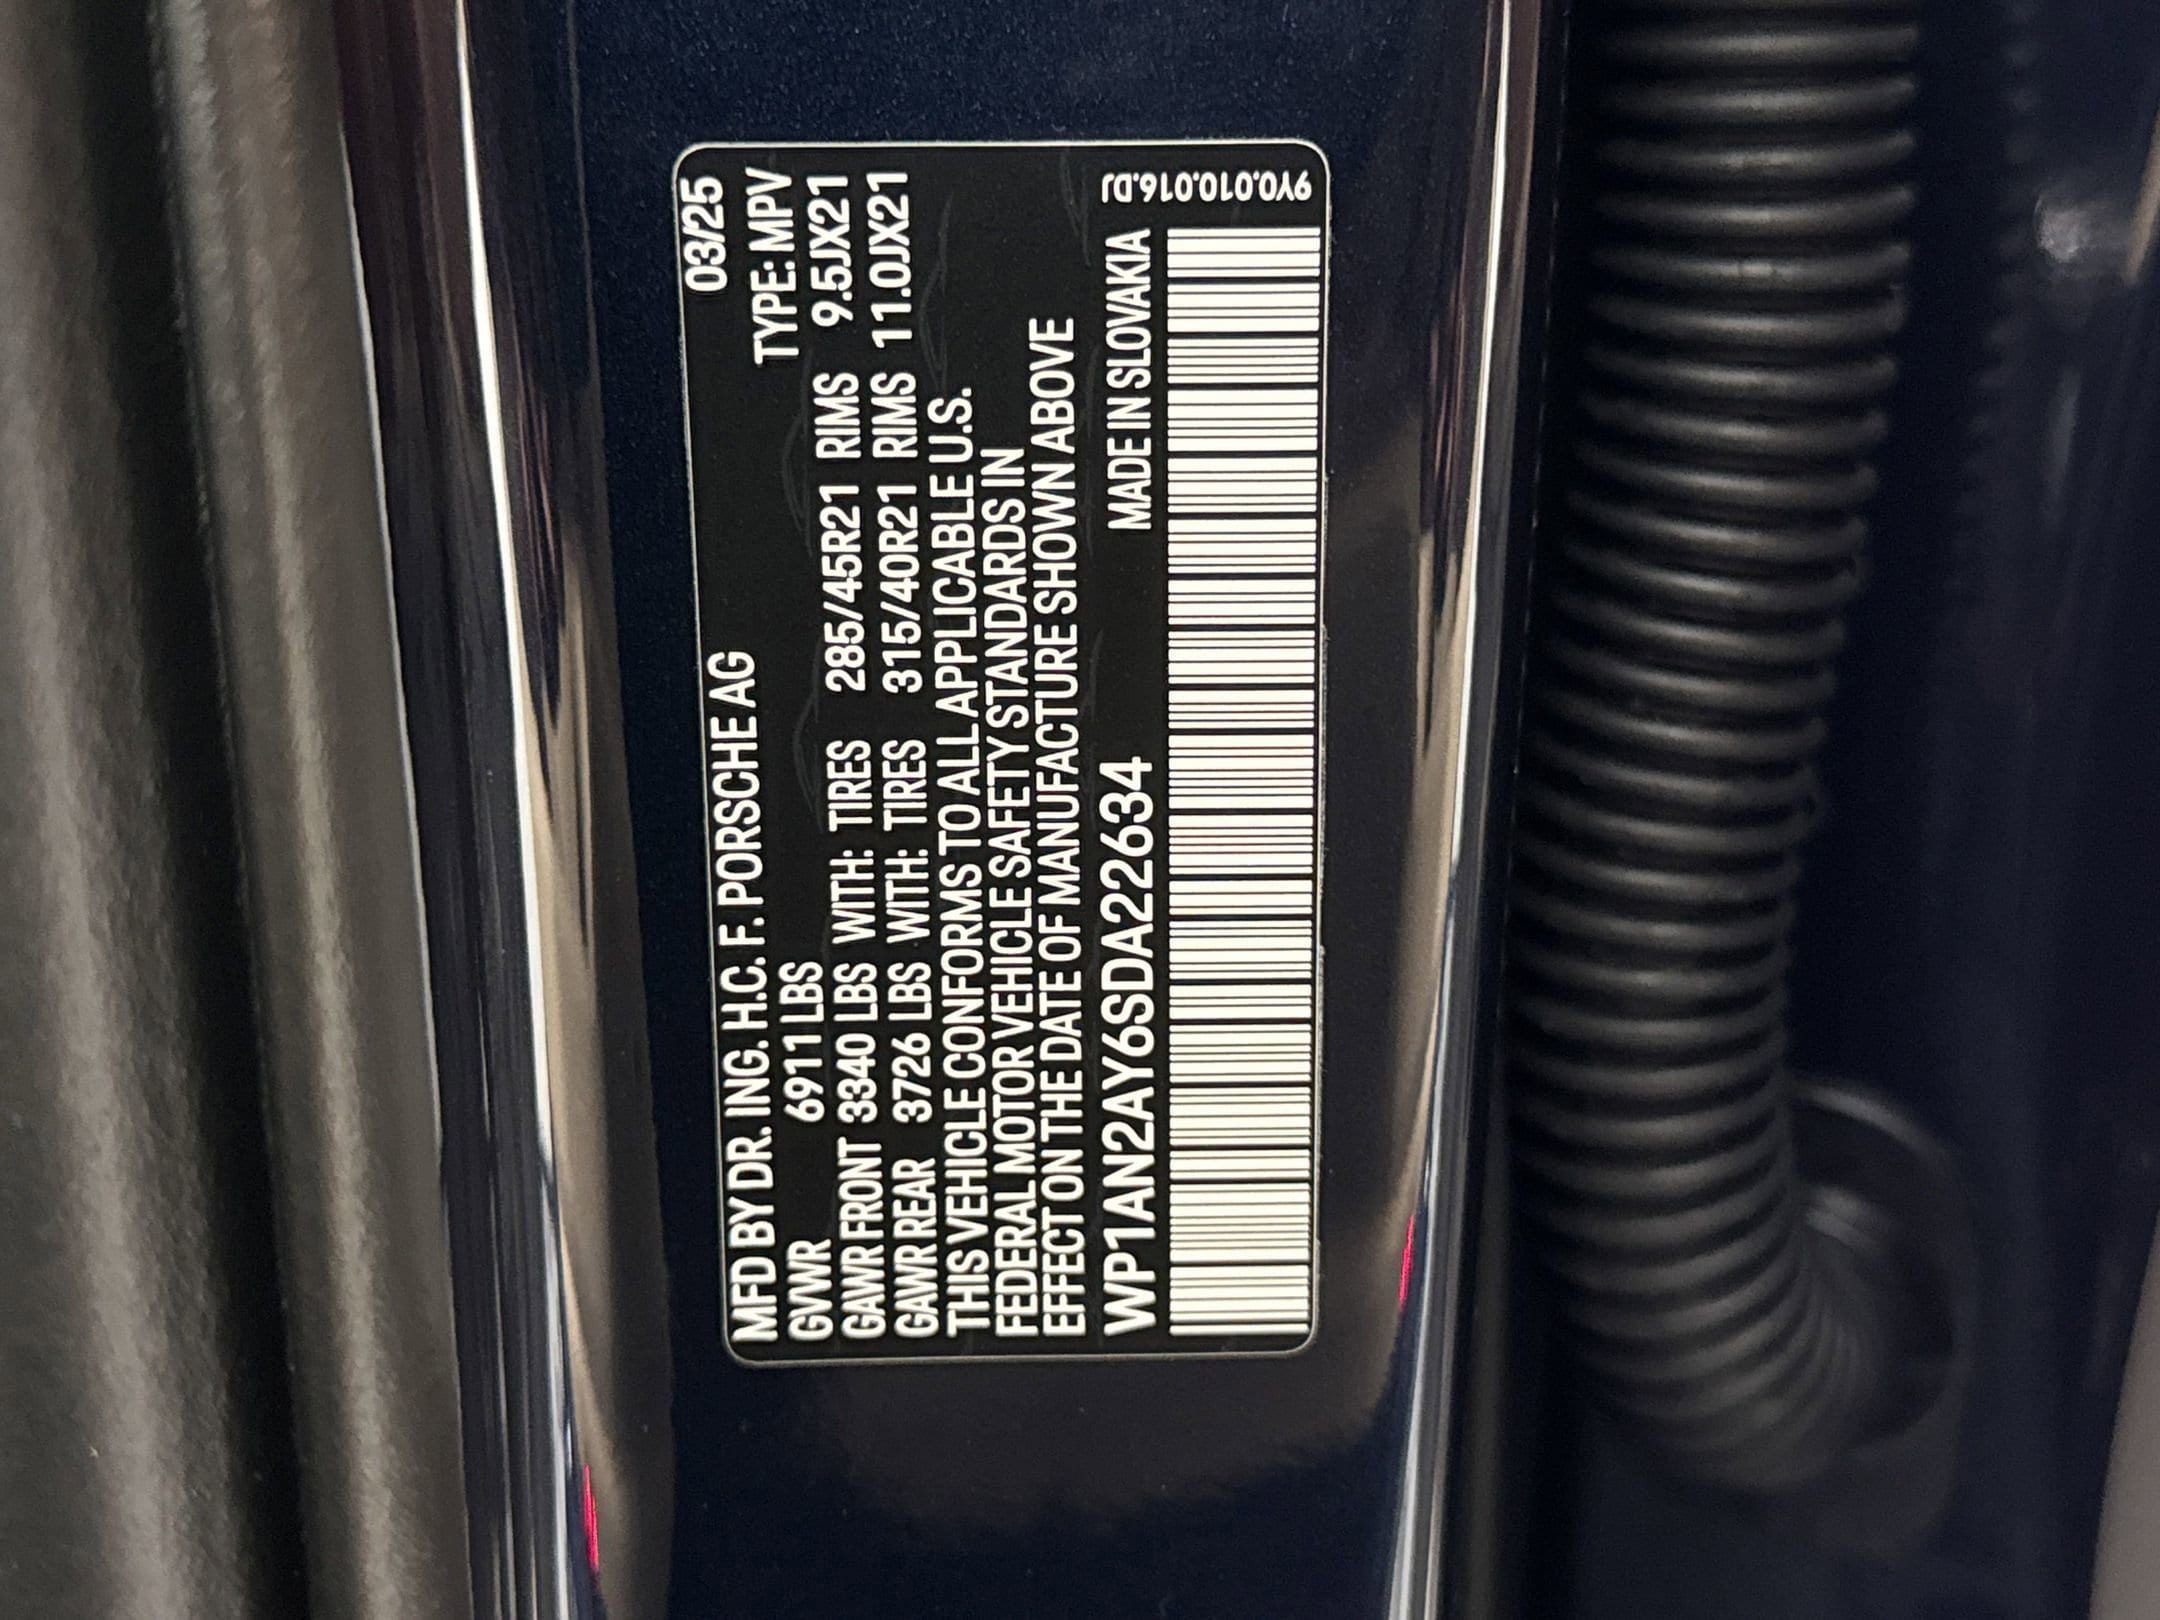 MFD BY DR. ING. H.C. F. PORSCHE AG 03/25
GVWR 6911 LBS TYPE: MPV
GAWR FRONT 3340 LBS WITH: TIRES 285/45R21 RIMS 9.5JX21
GAWR REAR 3726 LBS WITH: TIRES 315/40R21 RIMS 11.0JX21
THIS VEHICLE CONFORMS TO ALL APPLICABLE U.S.
FEDERAL MOTOR VEHICLE SAFETY STANDARDS IN
EFFECT ON THE DATE OF MANUFACTURE SHOWN ABOVE
WP1AN2AY6SDA22634 MADE IN SLOVAKIA
9Y0.010.016.DJ